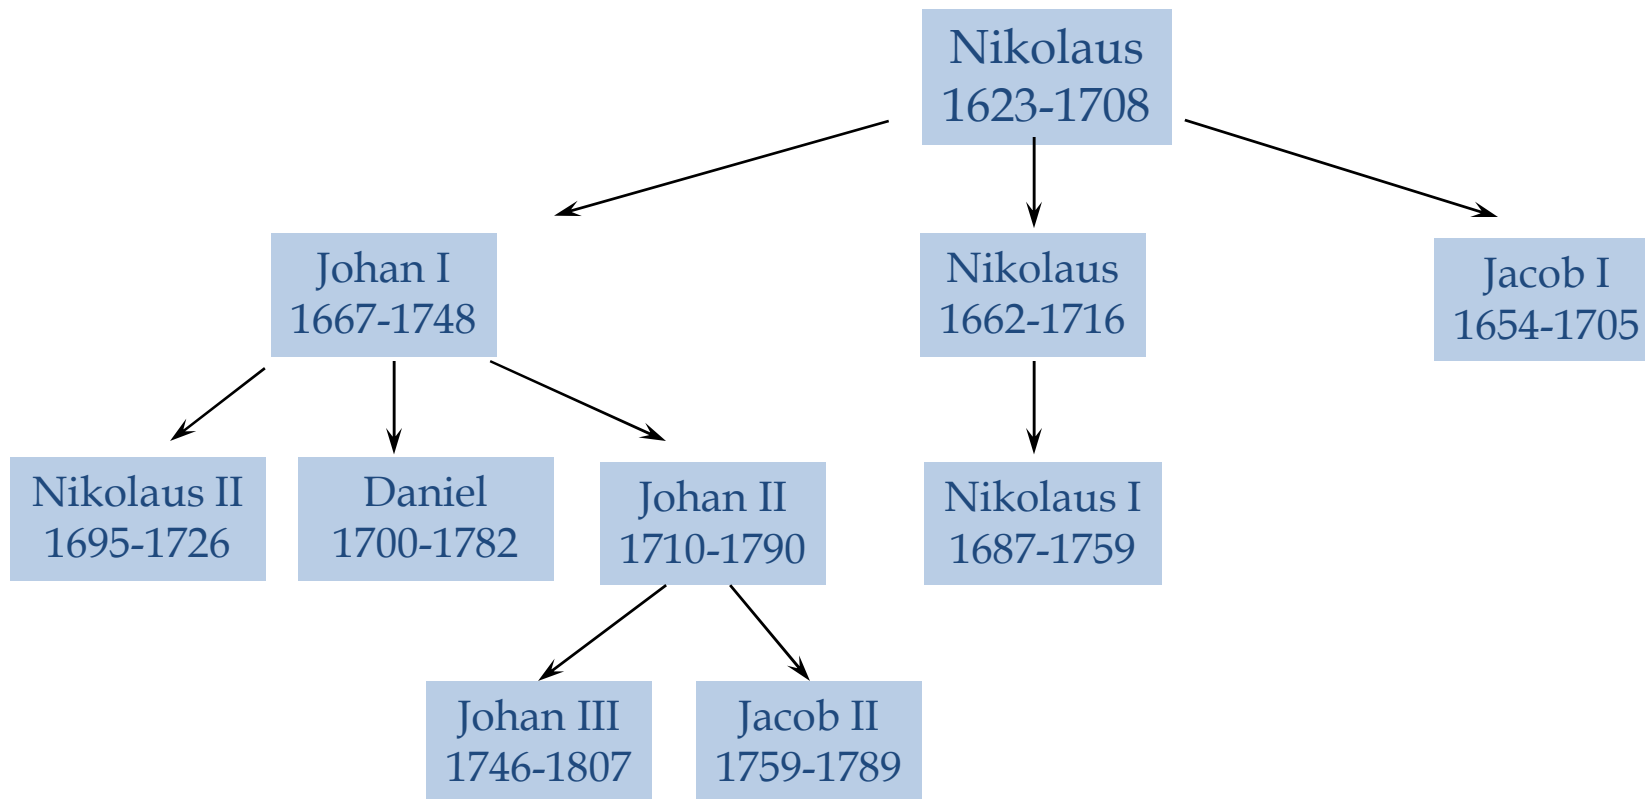 Nikolaus
1623-1708
Johan I
1667-1748
Nikolaus
1662-1716
Jacob I
1654-1705
Nikolaus II
1695-1726
Daniel
1700-1782
Johan II
1710-1790
Nikolaus I
1687-1759
Johan III
1746-1807
Jacob II
1759-1789